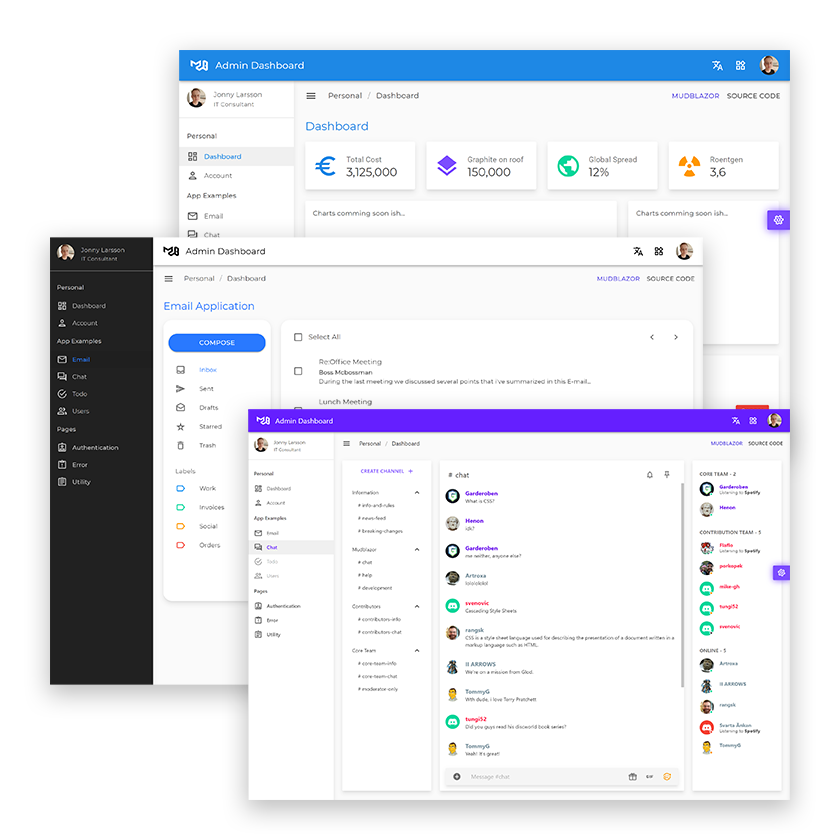 Admin Dashboard
Jonny Larsson
IT Consultant
Personal / Dashboard
MUDBLAZOR SOURCE CODE
Personal
Dashboard
Account
App Examples
Email
Chat
Dashboard
Total Cost
3,125,000
Graphite on roof
150,000
Global Spread
12%
Roentgen
3,6
Charts comming soon ish...
Charts comming soon ish...
Jonny Larsson
IT Consultant
Personal
Dashboard
Account
App Examples
Email
Chat
Todo
Users
Pages
Authentication
Error
Utility
Admin Dashboard
Personal / Dashboard
MUDBLAZOR SOURCE CODE
Email Application
COMPOSE
Inbox
Sent
Drafts
Starred
Trash
Labels
Work
Invoices
Social
Orders
Select All
Re:Office Meeting
Boss Mcbossman
During the last meeting we discussed several points that i've summarized in this E-mail...
Lunch Meeting
Admin Dashboard
Jonny Larsson
IT Consultant
Personal / Dashboard
MUDBLAZOR SOURCE CODE
Personal
Dashboard
Account
App Examples
Email
Chat
Todo
Users
Pages
Authentication
Error
Utility
CREATE CHANNEL +
Information
# info-and-rules
# news-feed
# breaking-changes
Mudblazor
# chat
# help
# development
Contributors
# contributors-info
# contributors-chat
Core Team
# core-team-info
# core-team-chat
# moderator-only
# chat
Garderoben
What is CSS?
Henon
idk?
Garderoben
me neither, anyone else?
Artroxa
lolololol!
svenovic
Cascading Style Sheets
rangsk
CSS is a style sheet language used for describing the presentation of a document written in a
markup language such as HTML.
II ARROWS
We're on a mission from Glod.
TommyG
Wth dude, i love Terry Pratchett
tungi52
Did you guys read his discworld book series?
TommyG
Yeah! It's great!
Message #chat
GIF
CORE TEAM - 2
Garderoben
Listening to Spotify
Henon
CONTRIBUTION TEAM - 5
floflo
Listening to Spotify
porkopek
mike-gh
tungi52
svenovic
ONLINE - 5
Artroxa
II ARROWS
rangsk
Svarta Ankan
Listening to Spotify
TommyG